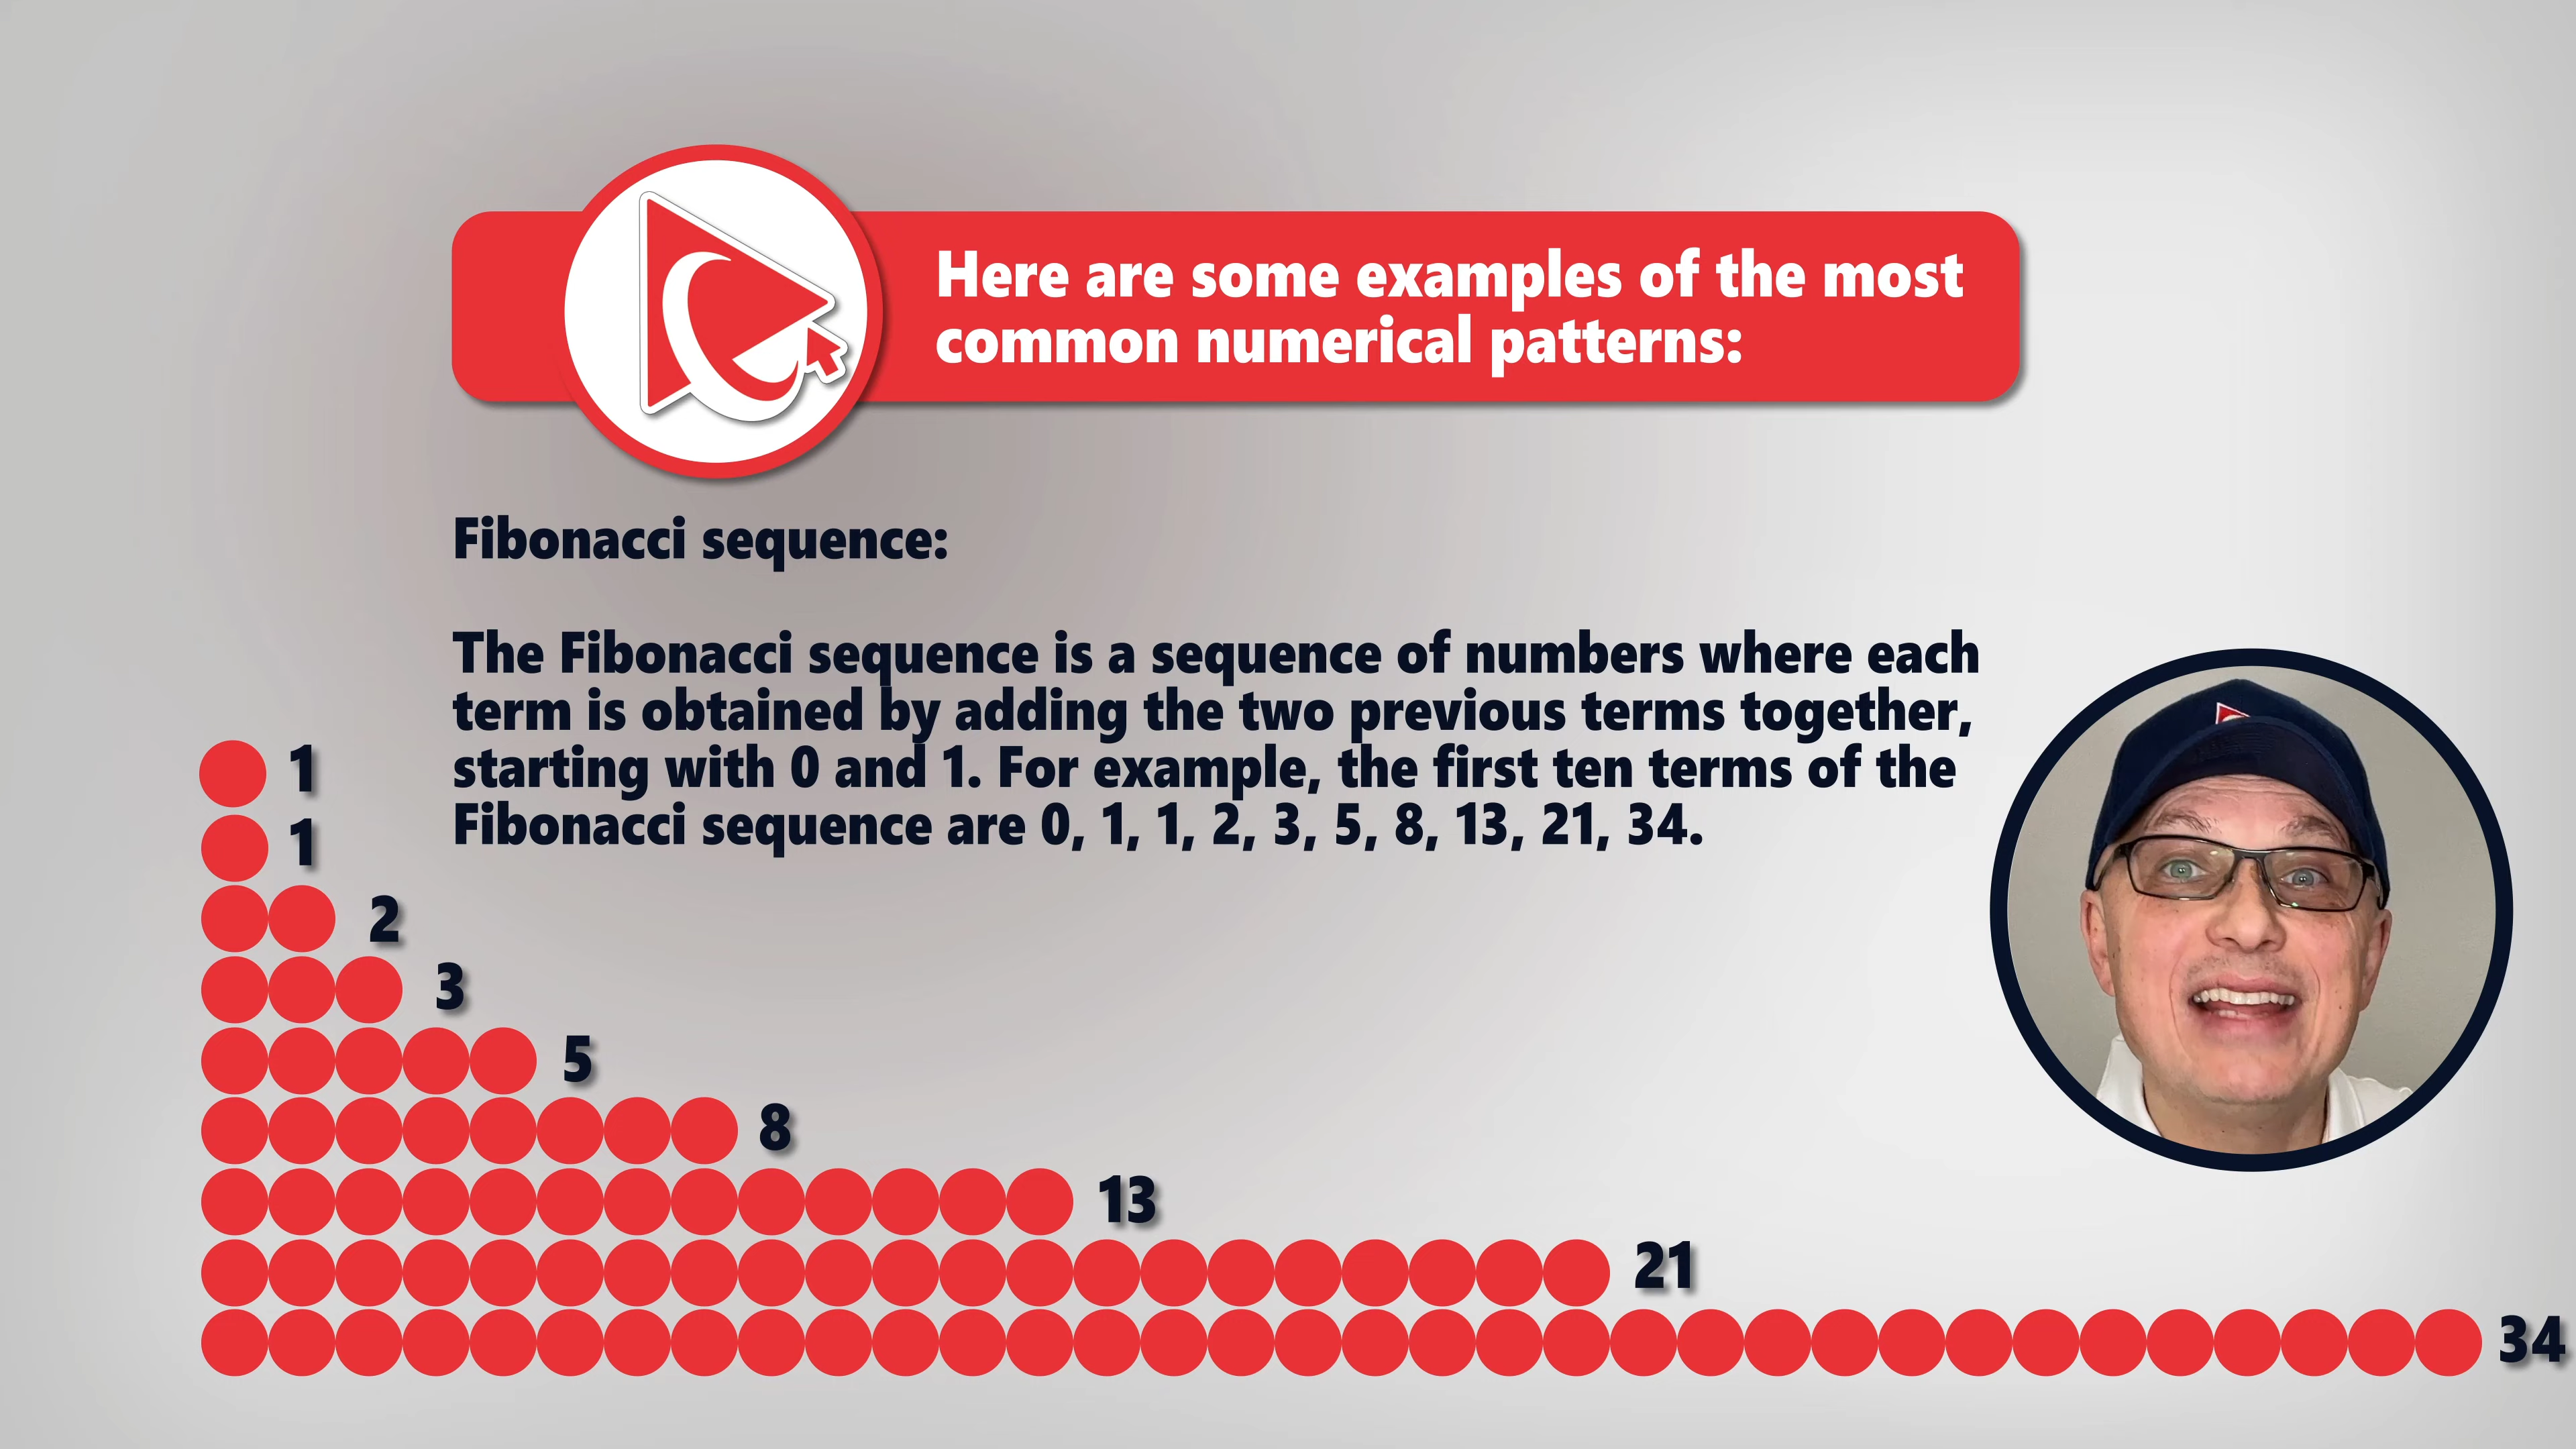 Here are some examples of the most
common numerical patterns:
Fibonacci sequence:
The Fibonacci sequence is a sequence of numbers where each
term is obtained by adding the two previous terms together,
starting with 0 and 1. For example, the first ten terms of the
Fibonacci sequence are 0, 1, 1, 2, 3, 5, 8, 13, 21, 34.
1
1
2
3
5
8
13
21
34